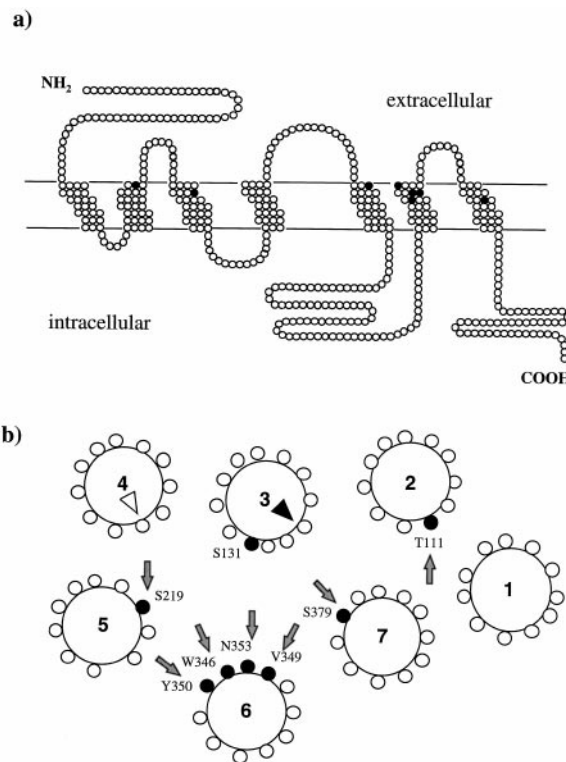 a)
NH2
extracellular
intracellular
COOH
b)
4
3
2
S131
T111
1
S219
5
S379
7
N353
W346
V349
Y350
6